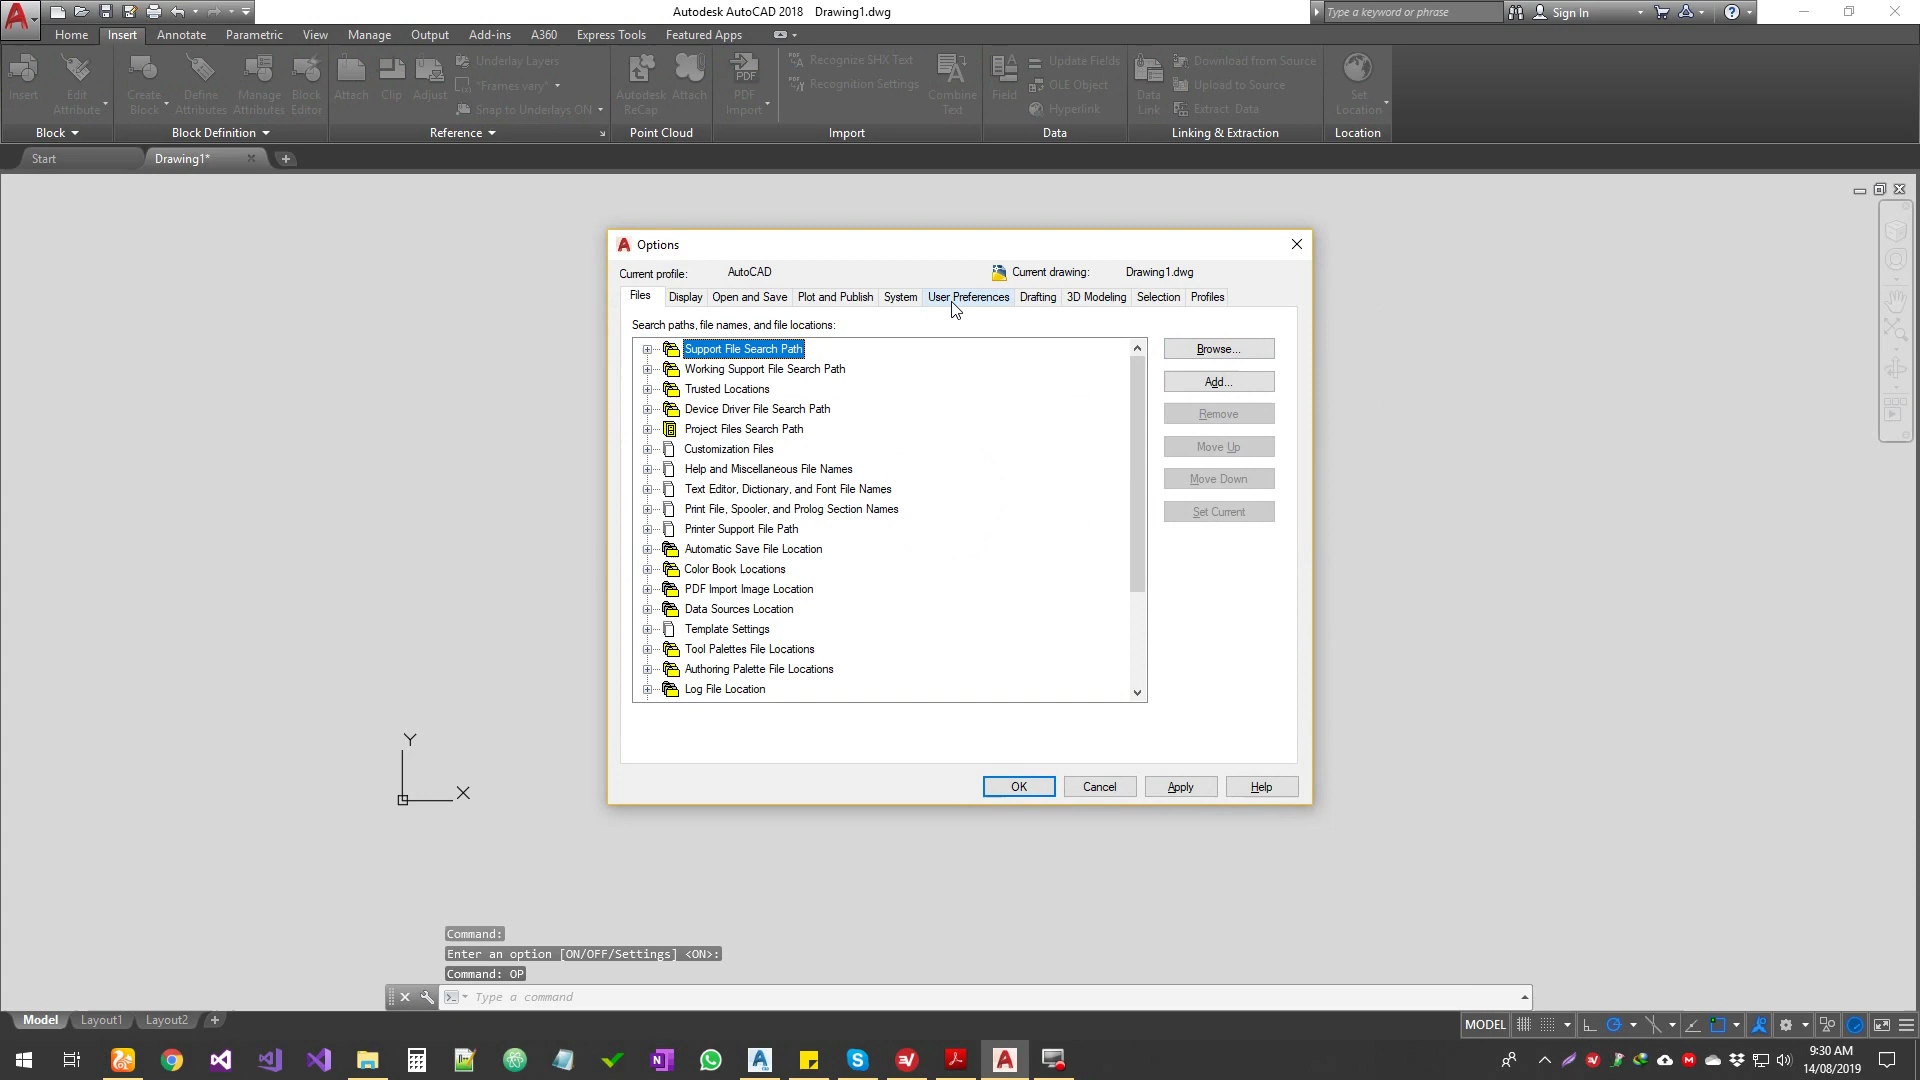 Autodesk AutoCAD 2018 Drawing1.dwg
Type a keyword or phrase
Sign In
Home Insert Annotate Parametric View Manage Output Add-ins A360 Express Tools Featured Apps
Insert
Edit
Attribute
Create
Block
Define
Attributes
Manage
Attributes
Block
Editor
Attach
Clip
Adjust
Underlay Layers
*Frames vary*
Snap to Underlays ON
Autodesk
ReCap
Attach
PDF
PDF
Import
Recognize SHX Text
Recognition Settings
Combine
Text
Field
Update Fields
OLE Object
Hyperlink
Data
Link
Download from Source
Upload to Source
Extract Data
Set
Location
Block Block Definition Reference Point Cloud Import Data Linking & Extraction Location
Start Drawing1*
Options
Current profile: AutoCAD Current drawing: Drawing1.dwg
Files Display Open and Save Plot and Publish System User Preferences Drafting 3D Modeling Selection Profiles
Search paths, file names, and file locations:
Support File Search Path
Working Support File Search Path
Trusted Locations
Device Driver File Search Path
Project Files Search Path
Customization Files
Help and Miscellaneous File Names
Text Editor, Dictionary, and Font File Names
Print File, Spooler, and Prolog Section Names
Printer Support File Path
Automatic Save File Location
Color Book Locations
PDF Import Image Location
Data Sources Location
Template Settings
Tool Palettes File Locations
Authoring Palette File Locations
Log File Location
Browse...
Add...
Remove
Move Up
Move Down
Set Current
OK Cancel Apply Help
Y
X
Command:
Enter an option [ON/OFF/Settings] <ON>:
Command: OP
Type a command
Model Layout1 Layout2
MODEL
9:30 AM
14/08/2019